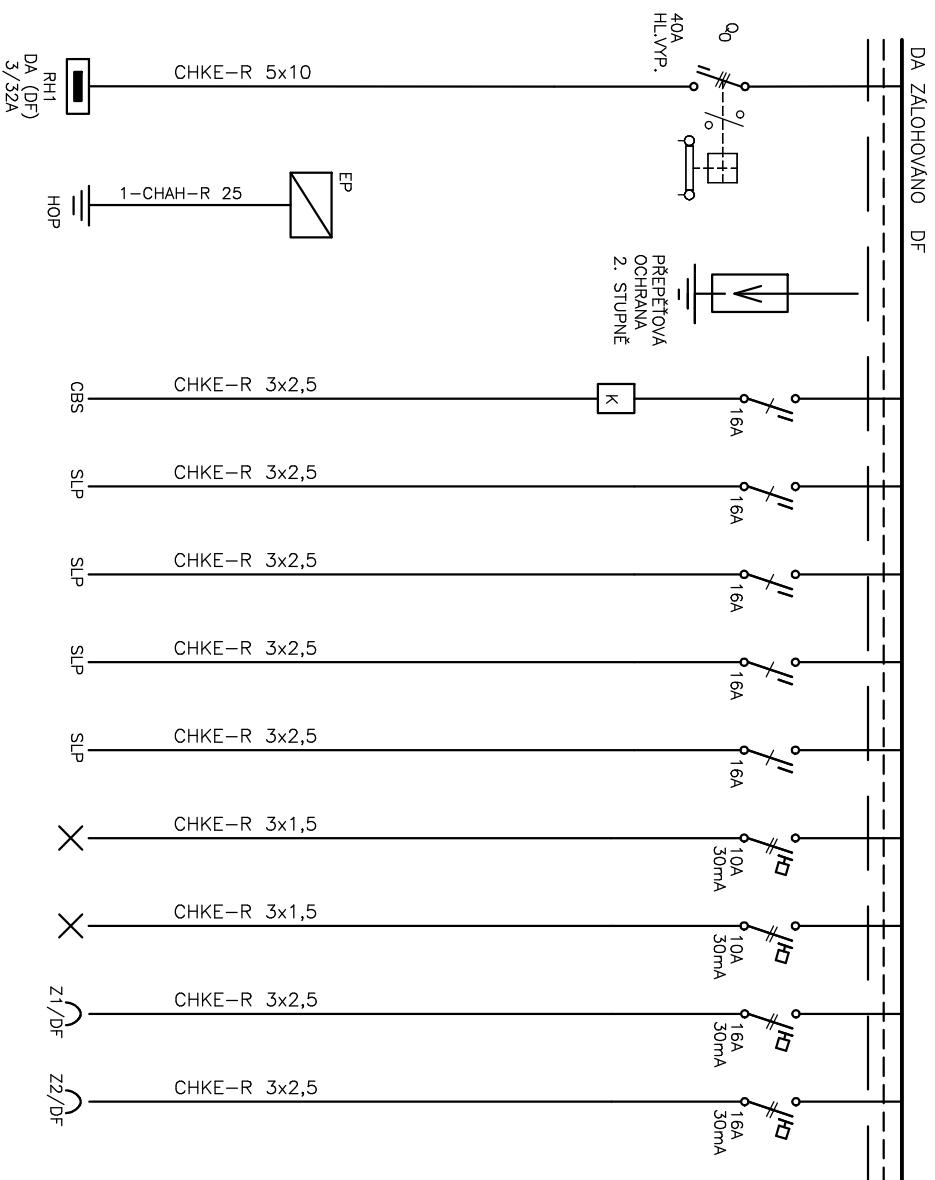 DA ZÁLOHOVÁNO DF
Q0
40A
HL.VYP.
CHKE-R 5x10
RH1
DA (DF)
3/32A
EP
1-CHAH-R 25
HOP
PŘEPĚŤOVÁ
OCHRANA
2. STUPNĚ
16A
K
CHKE-R 3x2,5
CBS
16A
CHKE-R 3x2,5
SLP
16A
CHKE-R 3x2,5
SLP
16A
CHKE-R 3x2,5
SLP
16A
CHKE-R 3x2,5
SLP
10A
30mA
CHKE-R 3x1,5
10A
30mA
CHKE-R 3x1,5
16A
30mA
CHKE-R 3x2,5
Z1/DF
16A
30mA
CHKE-R 3x2,5
Z2/DF